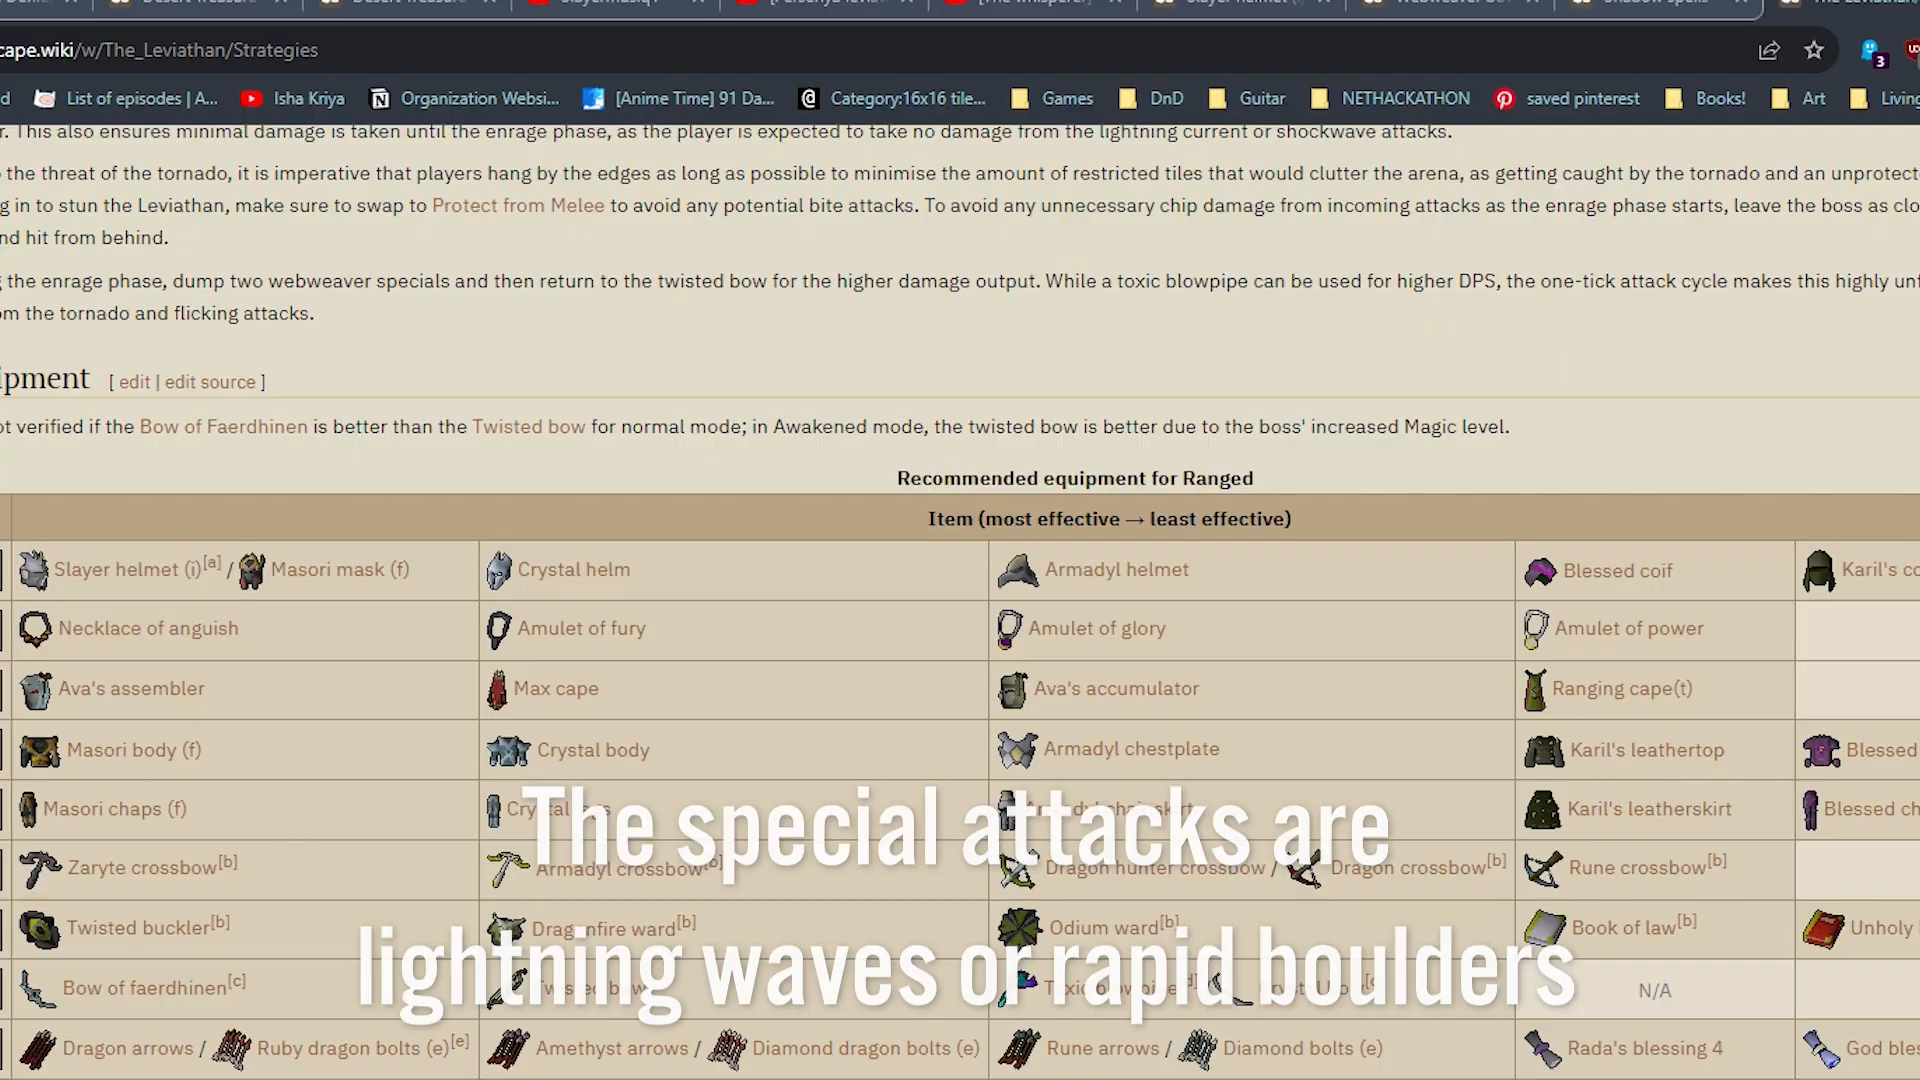 Slayer helmet (i
cape.wiki/w/The_Leviathan/Strategies
3
List of episodes | A...
Isha Kriya
Organization Websi...
[Anime Time] 91 Da...
Category:16x16 tile...
Games
DnD
Guitar
NETHACKATHON
saved pinterest
Books!
Art
Living
r. This also ensures minimal damage is taken until the enrage phase, as the player is expected to take no damage from the lightning current or shockwave attacks.
the threat of the tornado, it is imperative that players hang by the edges as long as possible to minimise the amount of restricted tiles that would clutter the arena, as getting caught by the tornado and an unprotect
g in to stun the Leviathan, make sure to swap to Protect from Melee to avoid any potential bite attacks. To avoid any unnecessary chip damage from incoming attacks as the enrage phase starts, leave the boss as clo
nd hit from behind.
the enrage phase, dump two webweaver specials and then return to the twisted bow for the higher damage output. While a toxic blowpipe can be used for higher DPS, the one-tick attack cycle makes this highly unf
om the tornado and flicking attacks.
ipment [ edit | edit source ]
ot verified if the Bow of Faerdhinen is better than the Twisted bow for normal mode; in Awakened mode, the twisted bow is better due to the boss' increased Magic level.
Recommended equipment for Ranged
Item (most effective → least effective)
Slayer helmet (i)[a] / Masori mask (f) Crystal helm Armadyl helmet Blessed coif Karil's co
Necklace of anguish Amulet of fury Amulet of glory Amulet of power
Ava's assembler Max cape Ava's accumulator Ranging cape(t)
Masori body (f) Crystal body Armadyl chestplate Karil's leathertop Blessed
Masori chaps (f) Karil's leatherskirt Blessed ch
The special attacks are
Zaryte crossbow[b] Armadyl crossbow[b] Dragon hunter crossbow / Dragon crossbow[b] Rune crossbow[b]
Twisted buckler[b] Dragonfire ward[b] Odium ward[b] Book of law[b] Unholy
lightning waves or rapid boulders
Bow of faerdhinen[c] N/A
Dragon arrows / Ruby dragon bolts (e)[e] Amethyst arrows / Diamond dragon bolts (e) Rune arrows / Diamond bolts (e) Rada's blessing 4 God bles